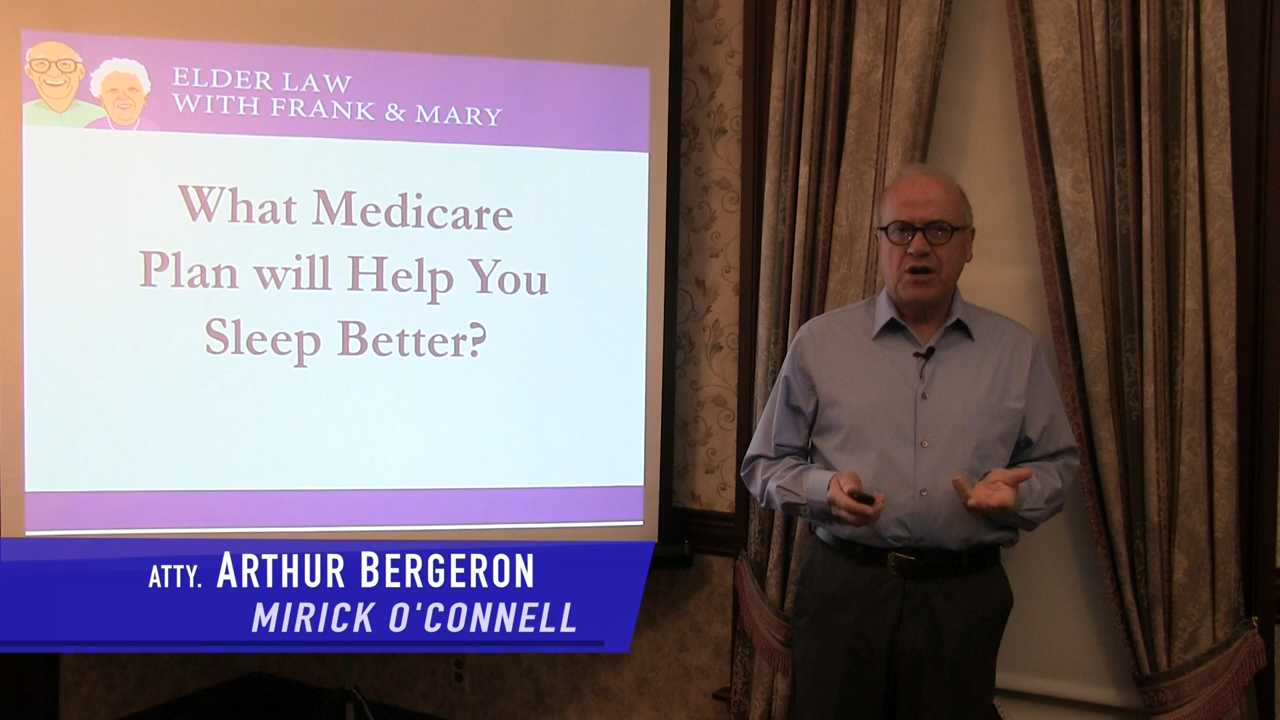 ELDER LAW
WITH FRANK & MARY
What Medicare
Plan will Help You
Sleep Better?
ATTY. ARTHUR BERGERON
MIRICK O'CONNELL